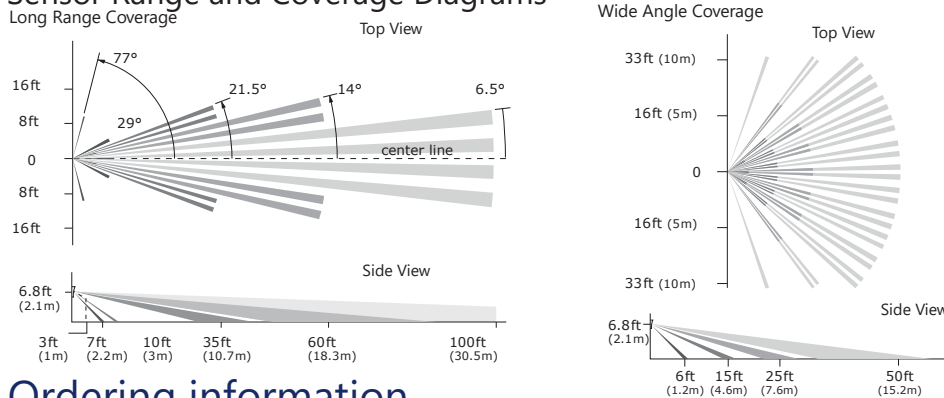 Sensor Range and Coverage Diagrams
Long Range Coverage
Top View
77°
21.5°
14°
6.5°
29°
16ft
8ft
0
8ft
16ft
center line
Side View
6.8ft
(2.1m)
3ft 7ft 10ft 35ft 60ft 100ft
(1m) (2.2m) (3m) (10.7m) (18.3m) (30.5m)
Wide Angle Coverage
Top View
33ft (10m)
16ft (5m)
0
16ft (5m)
33ft (10m)
Side View
6.8ft
(2.1m)
6ft 15ft 25ft 50ft
(1.2m) (4.6m) (7.6m) (15.2m)
Ordering information